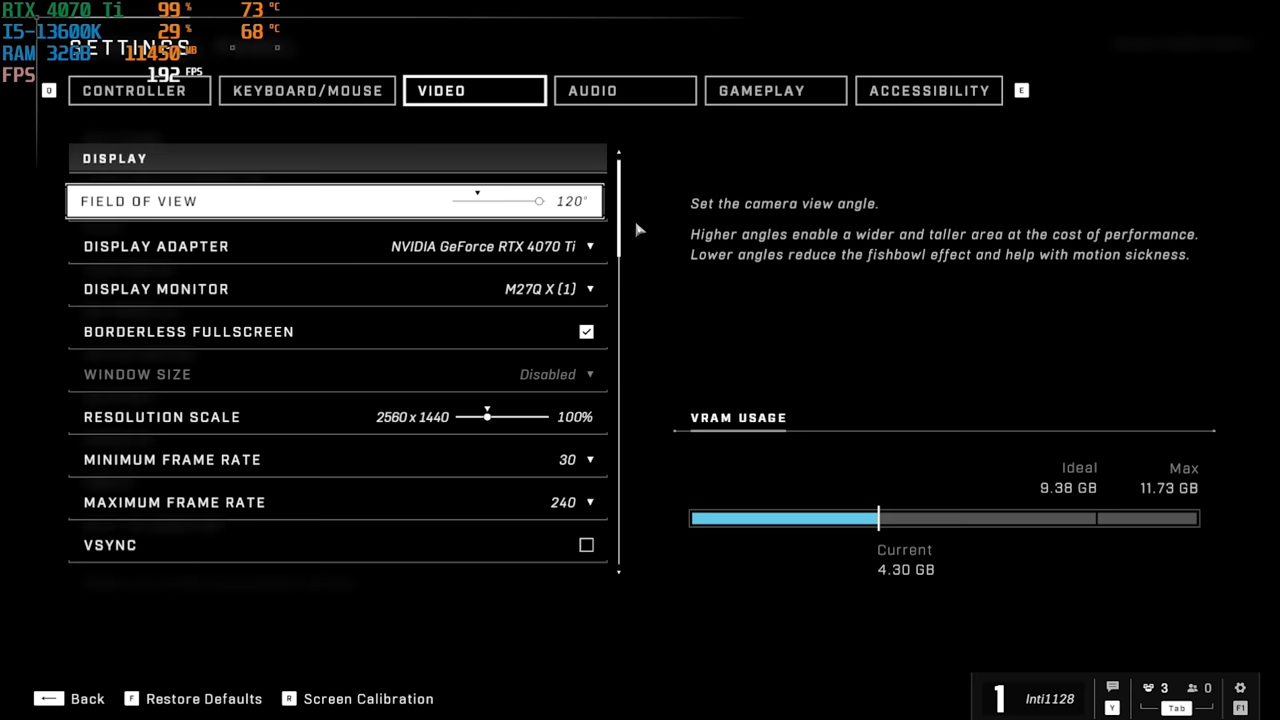 RTX 4070 Ti 99 % 73 °C
I5-13600K 29 % 68 °C
RAM 32GB 11450 MB
FPS 192 FPS
SETTINGS
Q CONTROLLER KEYBOARD/MOUSE VIDEO AUDIO GAMEPLAY ACCESSIBILITY E
DISPLAY
FIELD OF VIEW 120°
DISPLAY ADAPTER NVIDIA GeForce RTX 4070 Ti
DISPLAY MONITOR M27Q X (1)
BORDERLESS FULLSCREEN
WINDOW SIZE Disabled
RESOLUTION SCALE 2560 x 1440 100%
MINIMUM FRAME RATE 30
MAXIMUM FRAME RATE 240
VSYNC
Set the camera view angle.
Higher angles enable a wider and taller area at the cost of performance.
Lower angles reduce the fishbowl effect and help with motion sickness.
VRAM USAGE
Ideal Max
9.38 GB 11.73 GB
Current
4.30 GB
Back F Restore Defaults R Screen Calibration
1 Inti1128 3 0
Y Tab F1